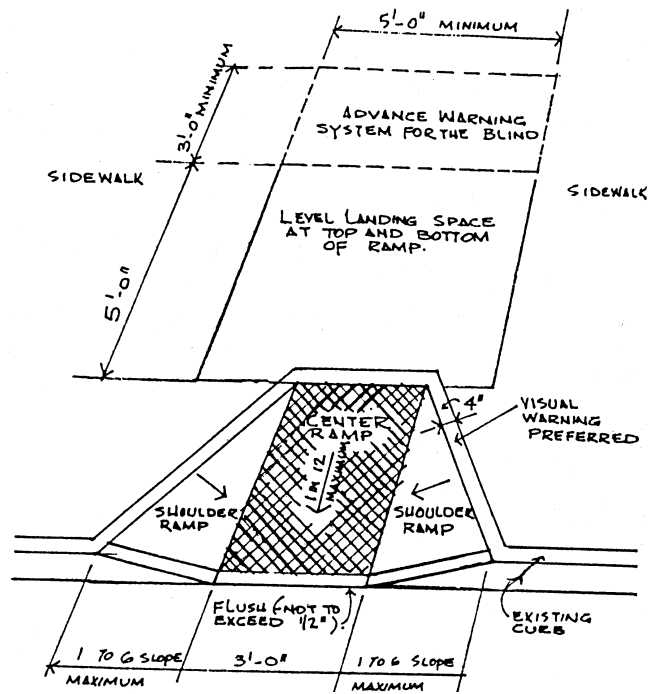 5'-0" MINIMUM
3'-0" MINIMUM
ADVANCE WARNING
SYSTEM FOR THE BLIND
SIDEWALK
SIDEWALK
LEVEL LANDING SPACE
AT TOP AND BOTTOM
OF RAMP.
5'-0"
4"
VISUAL
WARNING
PREFERRED
CENTER
RAMP
1 IN 12
MAXIMUM
SHOULDER
RAMP
SHOULDER
RAMP
FLUSH (NOT TO
EXCEED 1/2").
EXISTING
CURB
1 TO 6 SLOPE
MAXIMUM
3'-0"
1 TO 6 SLOPE
MAXIMUM